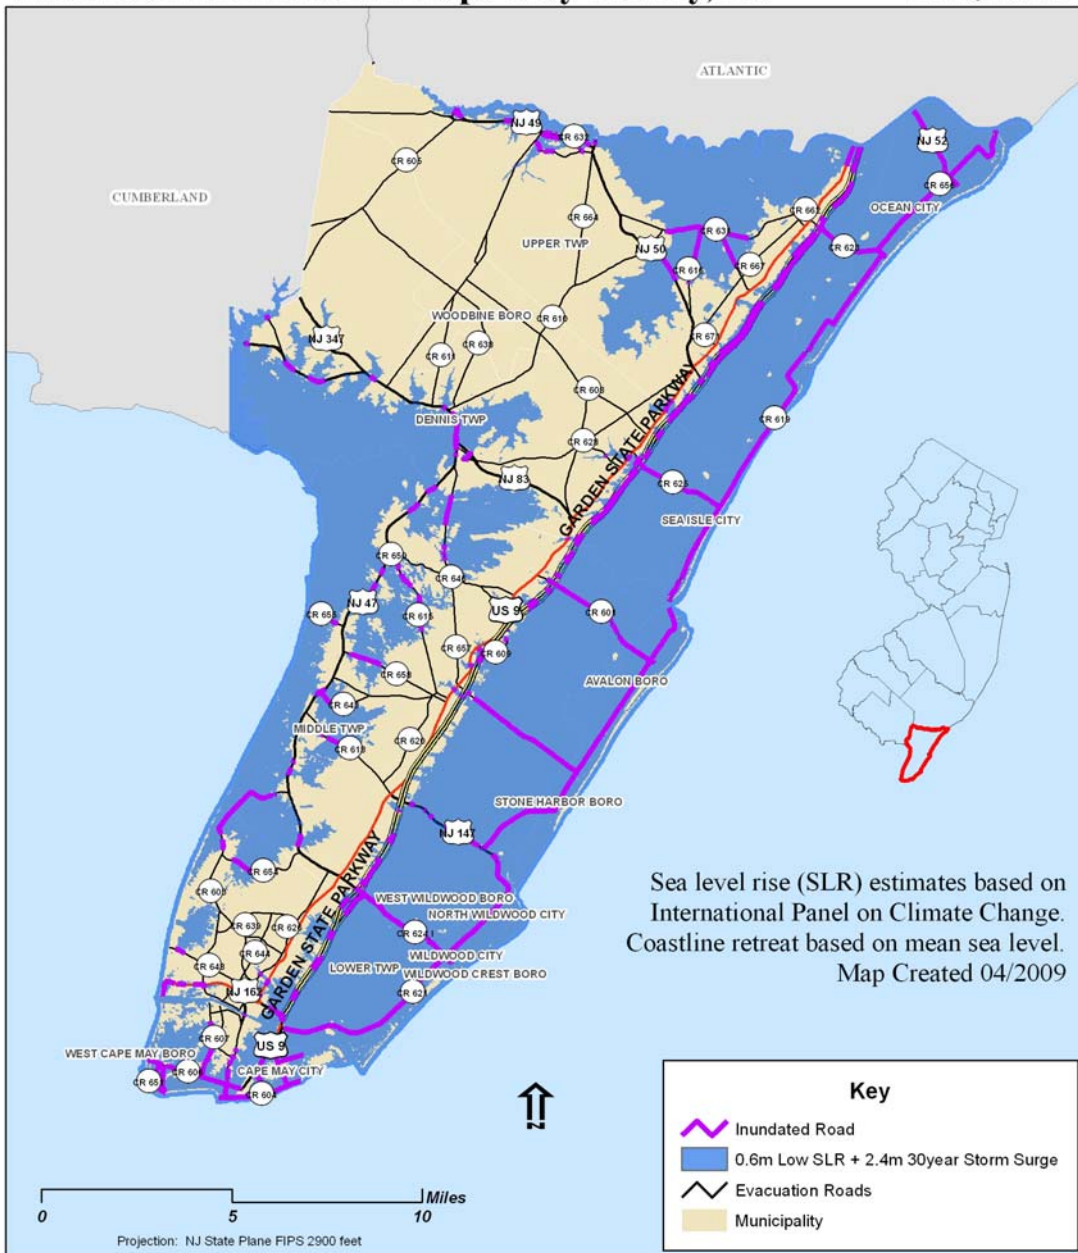 ATLANTIC
CUMBERLAND
NJ 49
CR 632
NJ 52
CR 605
CR 656
OCEAN CITY
CR 662
CR 664
UPPER TWP
CR 631
CR 623
NJ 50
CR 616
CR 667
WOODBINE BORO
CR 610
NJ 347
CR 638
CR 611
CR 671
GARDEN STATE PARKWAY
CR 608
DENNIS TWP
CR 619
CR 628
NJ 83
CR 625
SEA ISLE CITY
CR 650
CR 646
NJ 47
US 9
CR 601
CR 655
CR 615
CR 657
CR 609
CR 658
AVALON BORO
CR 643
MIDDLE TWP
CR 618
CR 620
STONE HARBOR BORO
NJ 147
GARDEN STATE PARKWAY
CR 654
CR 603
WEST WILDWOOD BORO
NORTH WILDWOOD CITY
CR 639
CR 626
CR 6241
CR 644
WILDWOOD CITY
CR 648
LOWER TWP
WILDWOOD CREST BORO
NJ 162
CR 621
CR 607
US 9
WEST CAPE MAY BORO
CR 606
CAPE MAY CITY
CR 651
CR 604
Sea level rise (SLR) estimates based on
International Panel on Climate Change.
Coastline retreat based on mean sea level.
Map Created 04/2009
N
Key
Inundated Road
0.6m Low SLR + 2.4m 30year Storm Surge
Evacuation Roads
Municipality
Miles
0 5 10
Projection: NJ State Plane FIPS 2900 feet